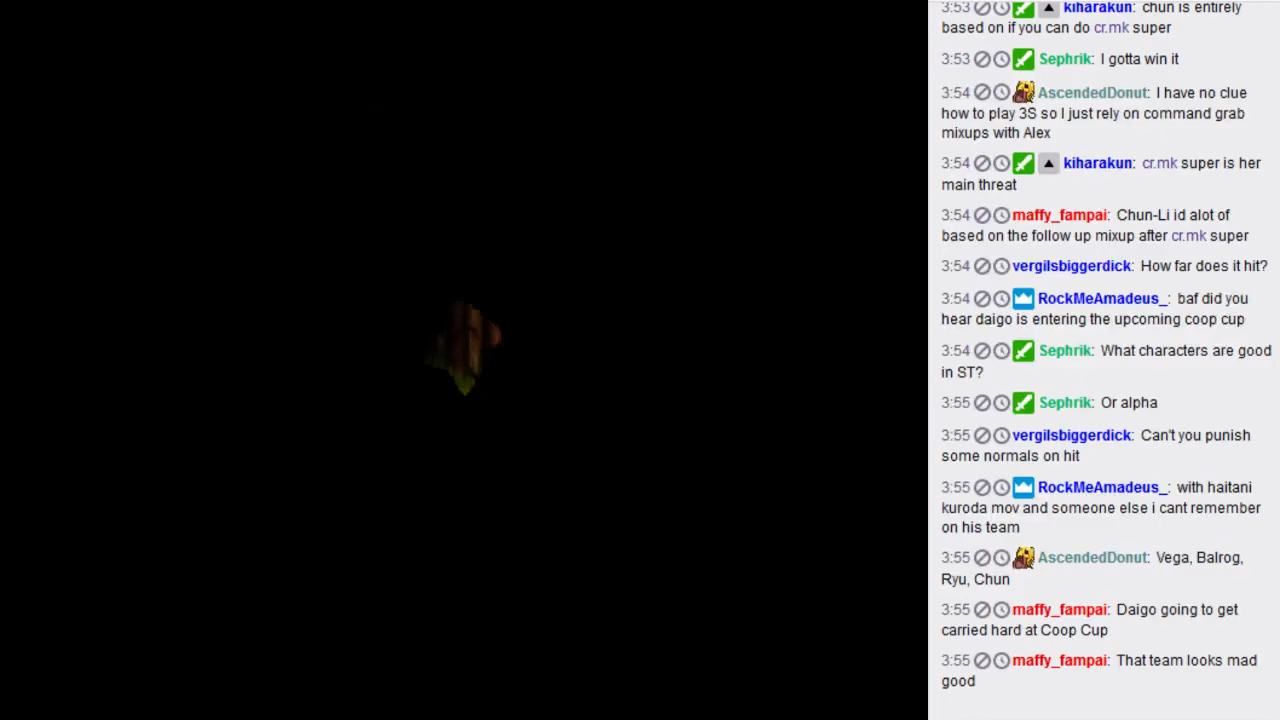 3:53 kiharakun: chun is entirely
based on if you can do cr.mk super
3:53 Sephrik: I gotta win it
3:54 AscendedDonut: I have no clue
how to play 3S so I just rely on command grab
mixups with Alex
3:54 kiharakun: cr.mk super is her
main threat
3:54 maffy_fampai: Chun-Li id alot of
based on the follow up mixup after cr.mk super
3:54 vergilsbiggerdick: How far does it hit?
3:54 RockMeAmadeus_: baf did you
hear daigo is entering the upcoming coop cup
3:54 Sephrik: What characters are good
in ST?
3:55 Sephrik: Or alpha
3:55 vergilsbiggerdick: Can't you punish
some normals on hit
3:55 RockMeAmadeus_: with haitani
kuroda mov and someone else i cant remember
on his team
3:55 AscendedDonut: Vega, Balrog,
Ryu, Chun
3:55 maffy_fampai: Daigo going to get
carried hard at Coop Cup
3:55 maffy_fampai: That team looks mad
good